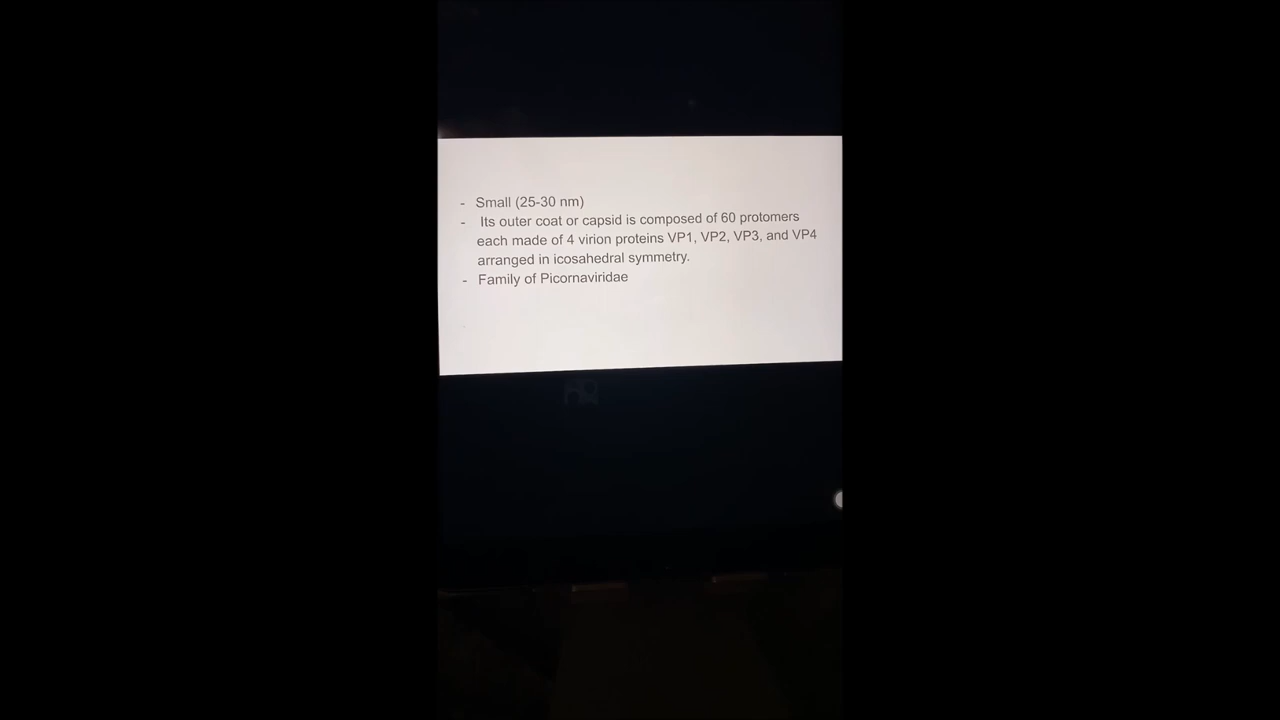 - Small (25-30 nm)
- Its outer coat or capsid is composed of 60 protomers
each made of 4 virion proteins VP1, VP2, VP3, and VP4
arranged in icosahedral symmetry.
- Family of Picornaviridae